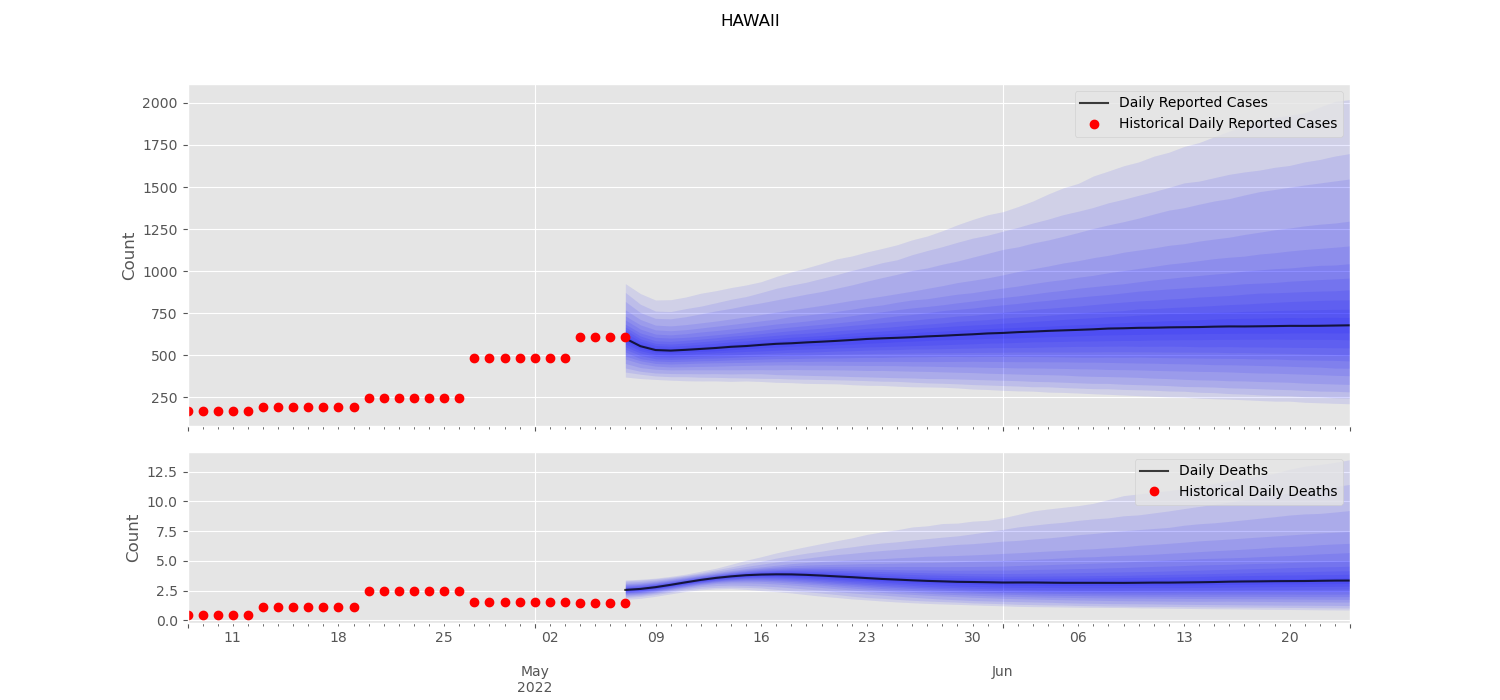 HAWAII
Daily Reported Cases
Historical Daily Reported Cases
Count
2000
1750
1500
1250
1000
750
500
250
Daily Deaths
Historical Daily Deaths
Count
12.5
10.0
7.5
5.0
2.5
0.0
11 18 25 02 09 16 23 30 06 13 20
May Jun
2022